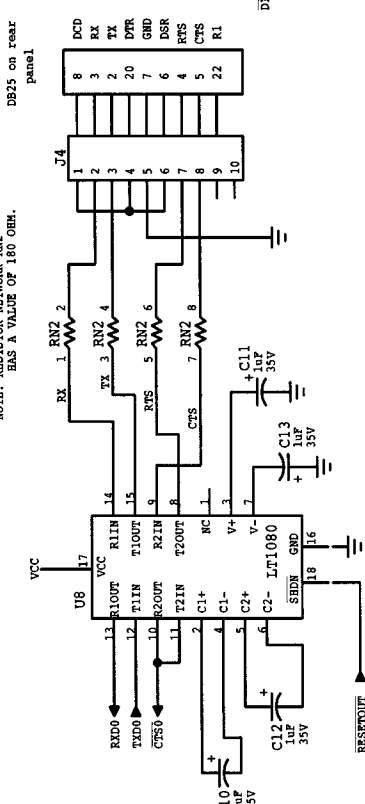 DB25 on rear
panel
8 DCD
3 RX
2 TX
20 DTR
7 GND
6 DSR
4 RTS
5 CTS
22 RI
J4
1
2
3
4
5
6
7
8
9
10
HAS A VALUE OF 180 OHM.
RX 1 RN2 2
TX 3 RN2 4
RTS 5 RN2 6
CTS 7 RN2 8
C11
1uF
35V
C13
1uF
35V
VCC
U8
17 VCC
RXD0 13 R1OUT
TXD0 12 T1IN
CTS0 10 R2OUT
11 T2IN
2 C1+
4 C1-
5 C2+
6 C2-
R1IN 14
T1OUT 15
R2IN 9
T2OUT 8
NC 1
V+ 3
V- 7
LT1080
GND 16
SHDN 18
C12
1uF
35V
10
uF
5V
RESETOUT